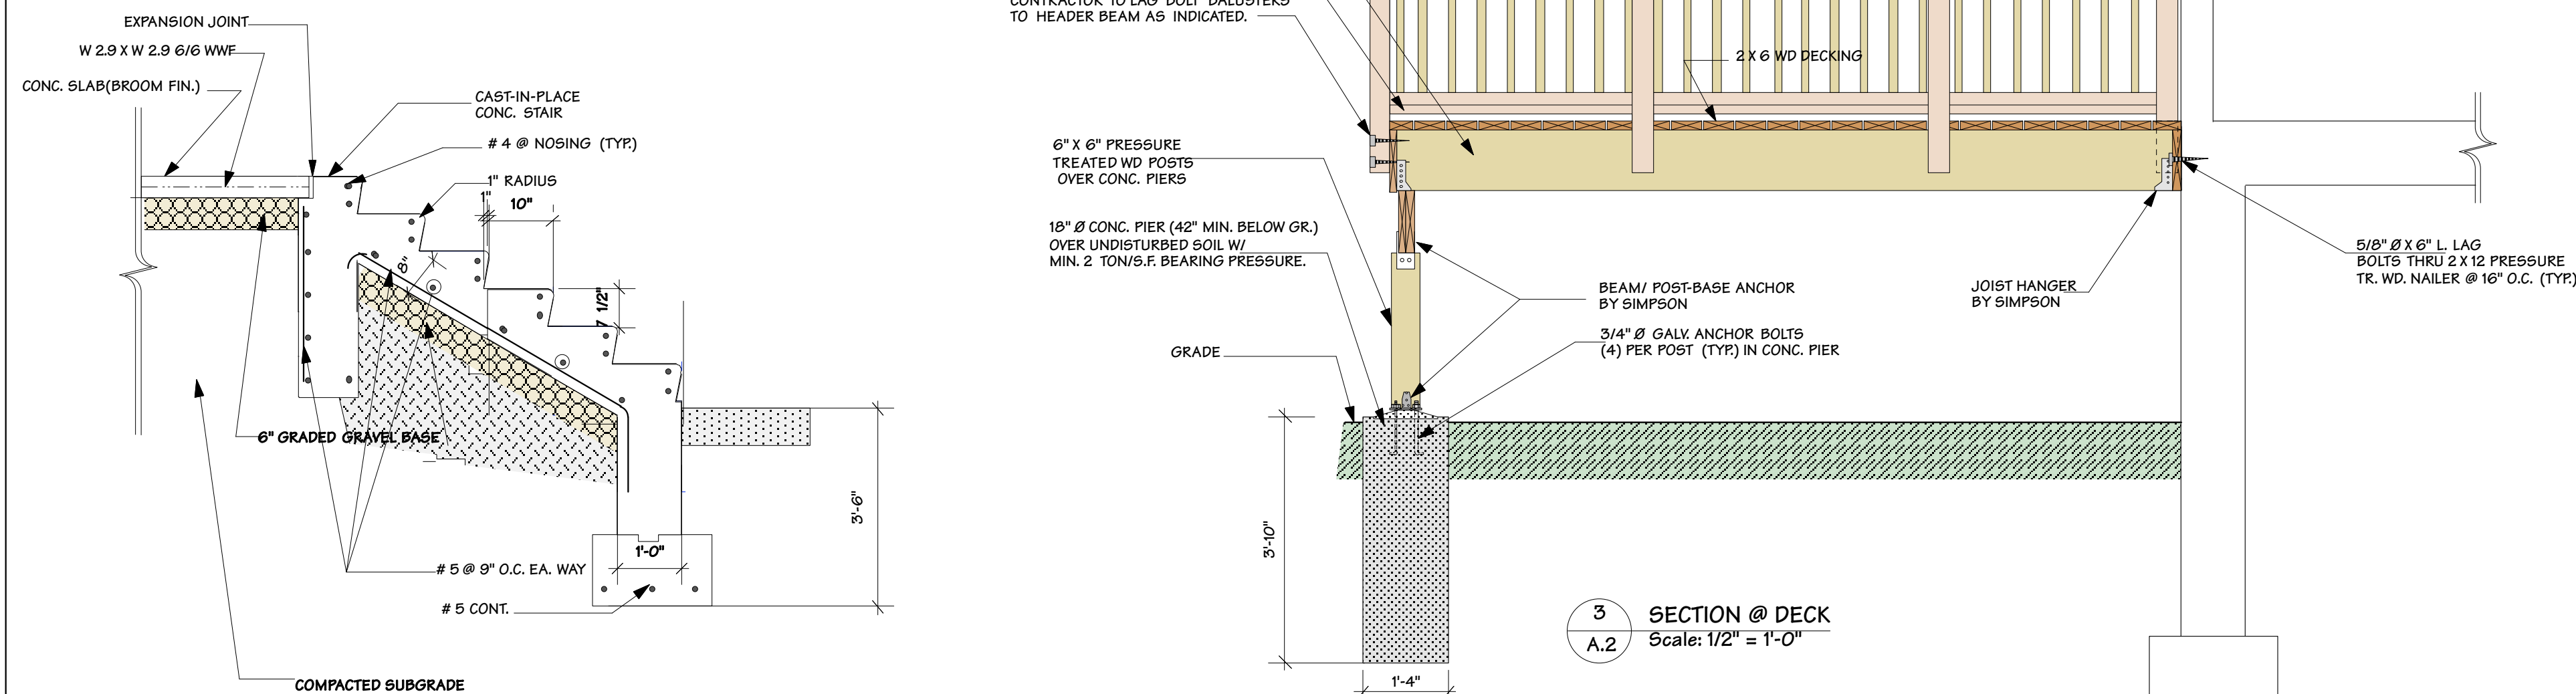 EXPANSION JOINT
W 2.9 X W 2.9 6/6 WWF
CONC. SLAB(BROOM FIN.)
CAST-IN-PLACE
CONC. STAIR
# 4 @ NOSING (TYP.)
1" RADIUS
1"
10"
8"
7 1/2"
6" GRADED GRAVEL BASE
3'-6"
1'-0"
# 5 @ 9" O.C. EA. WAY
# 5 CONT.
COMPACTED SUBGRADE
CONTRACTOR TO LAG BOLT BALUSTERS
TO HEADER BEAM AS INDICATED.
2 X 6 WD DECKING
6" X 6" PRESSURE
TREATED WD POSTS
OVER CONC. PIERS
18" Ø CONC. PIER (42" MIN. BELOW GR.)
OVER UNDISTURBED SOIL W/
MIN. 2 TON/S.F. BEARING PRESSURE.
GRADE
BEAM/ POST-BASE ANCHOR
BY SIMPSON
3/4" Ø GALV. ANCHOR BOLTS
(4) PER POST (TYP.) IN CONC. PIER
JOIST HANGER
BY SIMPSON
5/8" Ø X 6" L. LAG
BOLTS THRU 2 X 12 PRESSURE
TR. WD. NAILER @ 16" O.C. (TYP.)
3'-10"
1'-4"
3
A.2
SECTION @ DECK
Scale: 1/2" = 1'-0"